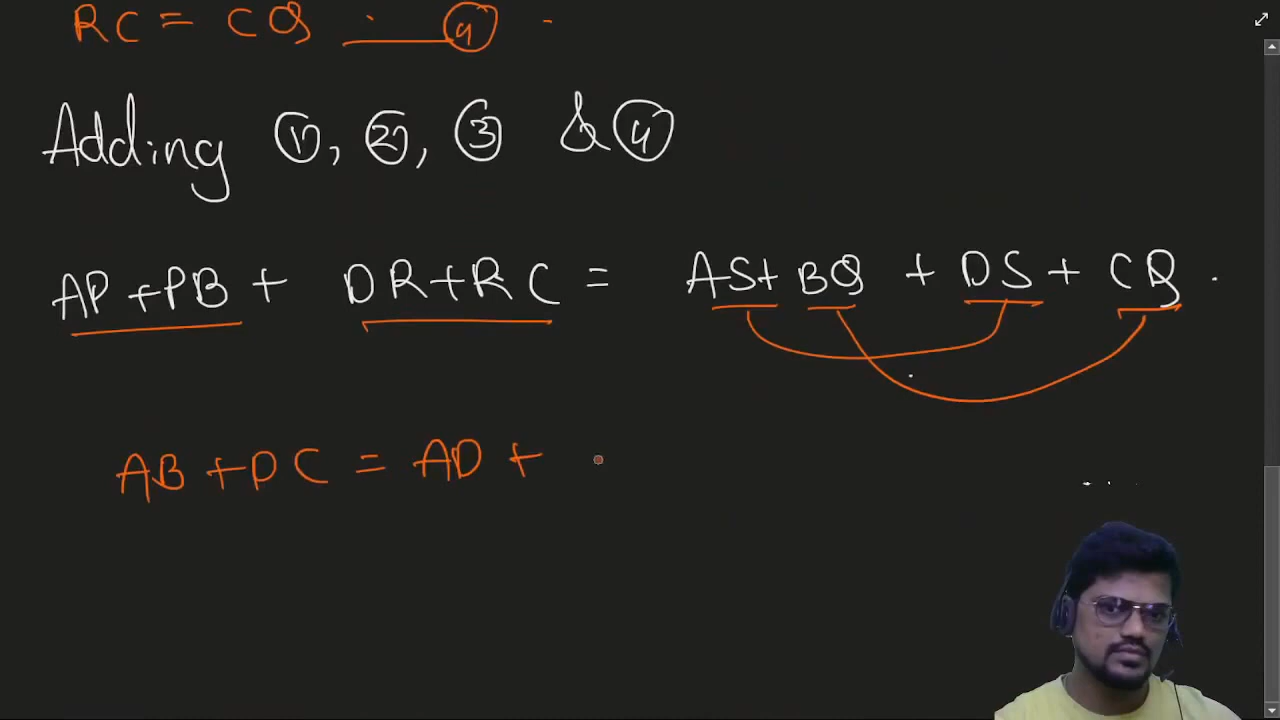 RC = CQ ——— ④
Adding ①, ②, ③ & ④
AP + PB + DR + RC = AS + BQ + DS + CQ .
AB + DC = AD +